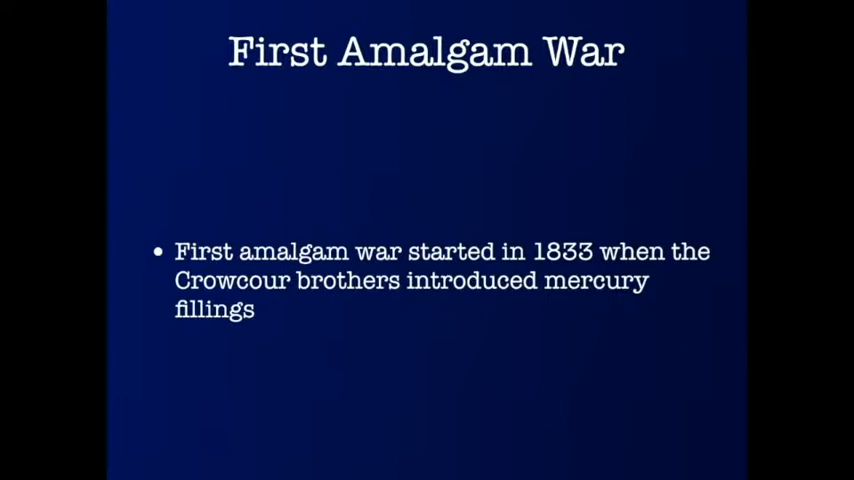 First Amalgam War
• First amalgam war started in 1833 when the
Crowcour brothers introduced mercury
fillings